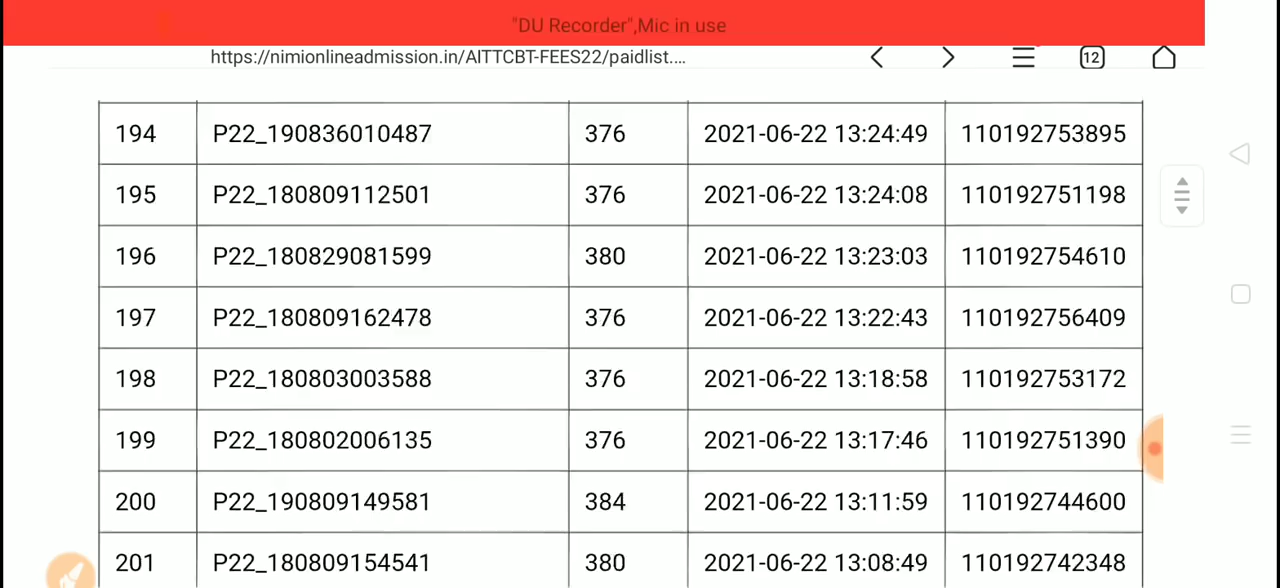 "DU Recorder",Mic in use
https://nimionlineadmission.in/AITTCBT-FEES22/paidlist.... 12
194 P22_190836010487 376 2021-06-22 13:24:49 110192753895
195 P22_180809112501 376 2021-06-22 13:24:08 110192751198
196 P22_180829081599 380 2021-06-22 13:23:03 110192754610
197 P22_180809162478 376 2021-06-22 13:22:43 110192756409
198 P22_180803003588 376 2021-06-22 13:18:58 110192753172
199 P22_180802006135 376 2021-06-22 13:17:46 110192751390
200 P22_190809149581 384 2021-06-22 13:11:59 110192744600
201 P22_180809154541 380 2021-06-22 13:08:49 110192742348